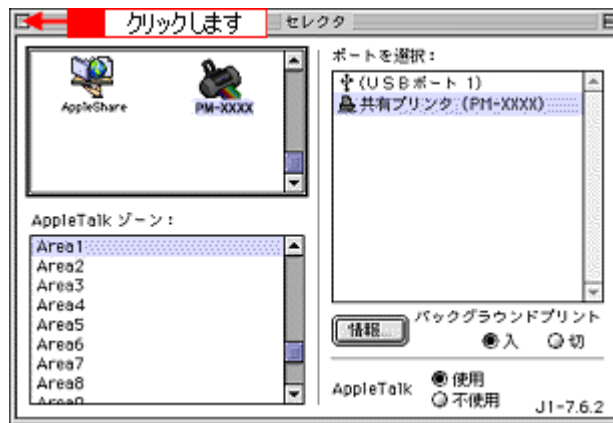 クリックします
セレクタ
AppleShare
PM-XXXX
AppleTalk ゾーン：
Area1
Area2
Area3
Area4
Area5
Area6
Area7
Area8
Area9
ポートを選択：
(USBポート 1)
共有プリンタ (PM-XXXX)
情報...
バックグラウンドプリント
入 切
AppleTalk
使用
不使用
J1-7.6.2